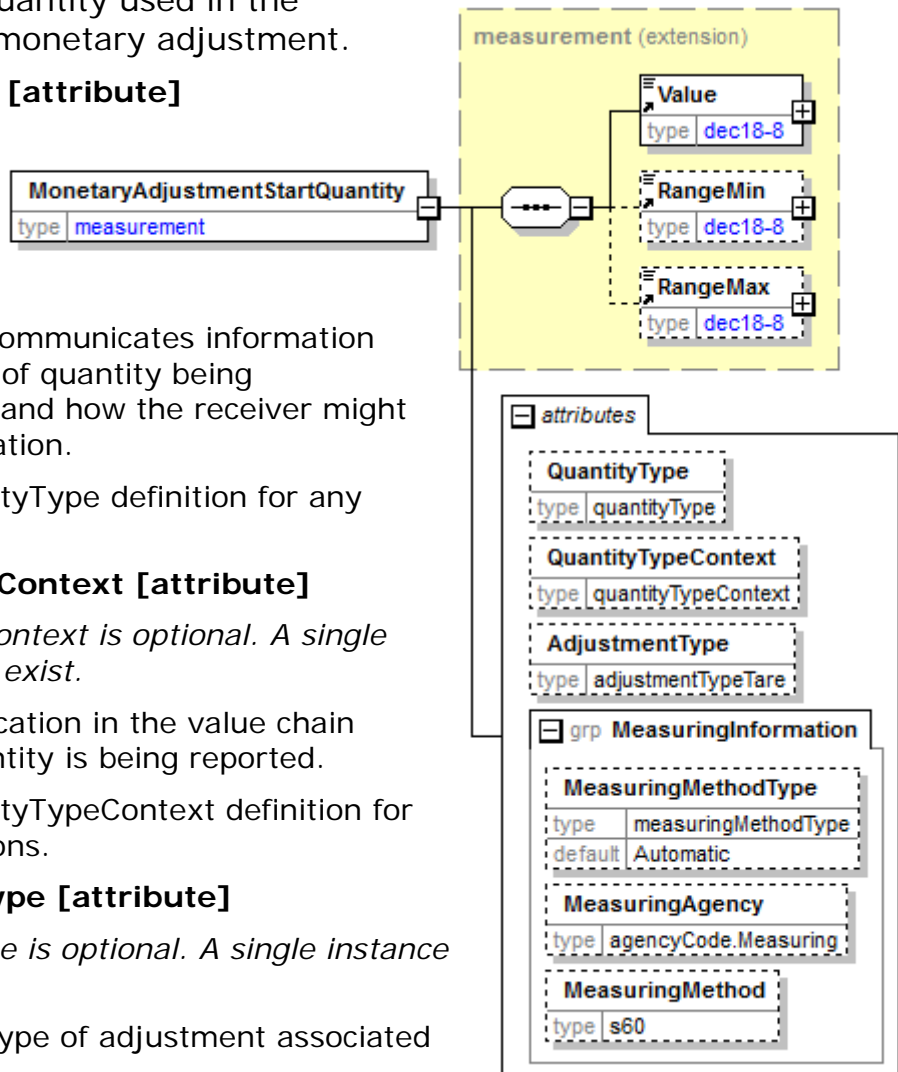 uantity used in the
monetary adjustment.
[attribute]
communicates information
of quantity being
and how the receiver might
ation.
tyType definition for any
Context [attribute]
ontext is optional. A single
exist.
cation in the value chain
ntity is being reported.
tyTypeContext definition for
ons.
ype [attribute]
e is optional. A single instance
ype of adjustment associated
measurement (extension)
MonetaryAdjustmentStartQuantity
type measurement
Value
type dec18-8
RangeMin
type dec18-8
RangeMax
type dec18-8
attributes
QuantityType
type quantityType
QuantityTypeContext
type quantityTypeContext
AdjustmentType
type adjustmentTypeTare
grp MeasuringInformation
MeasuringMethodType
type measuringMethodType
default Automatic
MeasuringAgency
type agencyCode.Measuring
MeasuringMethod
type s60